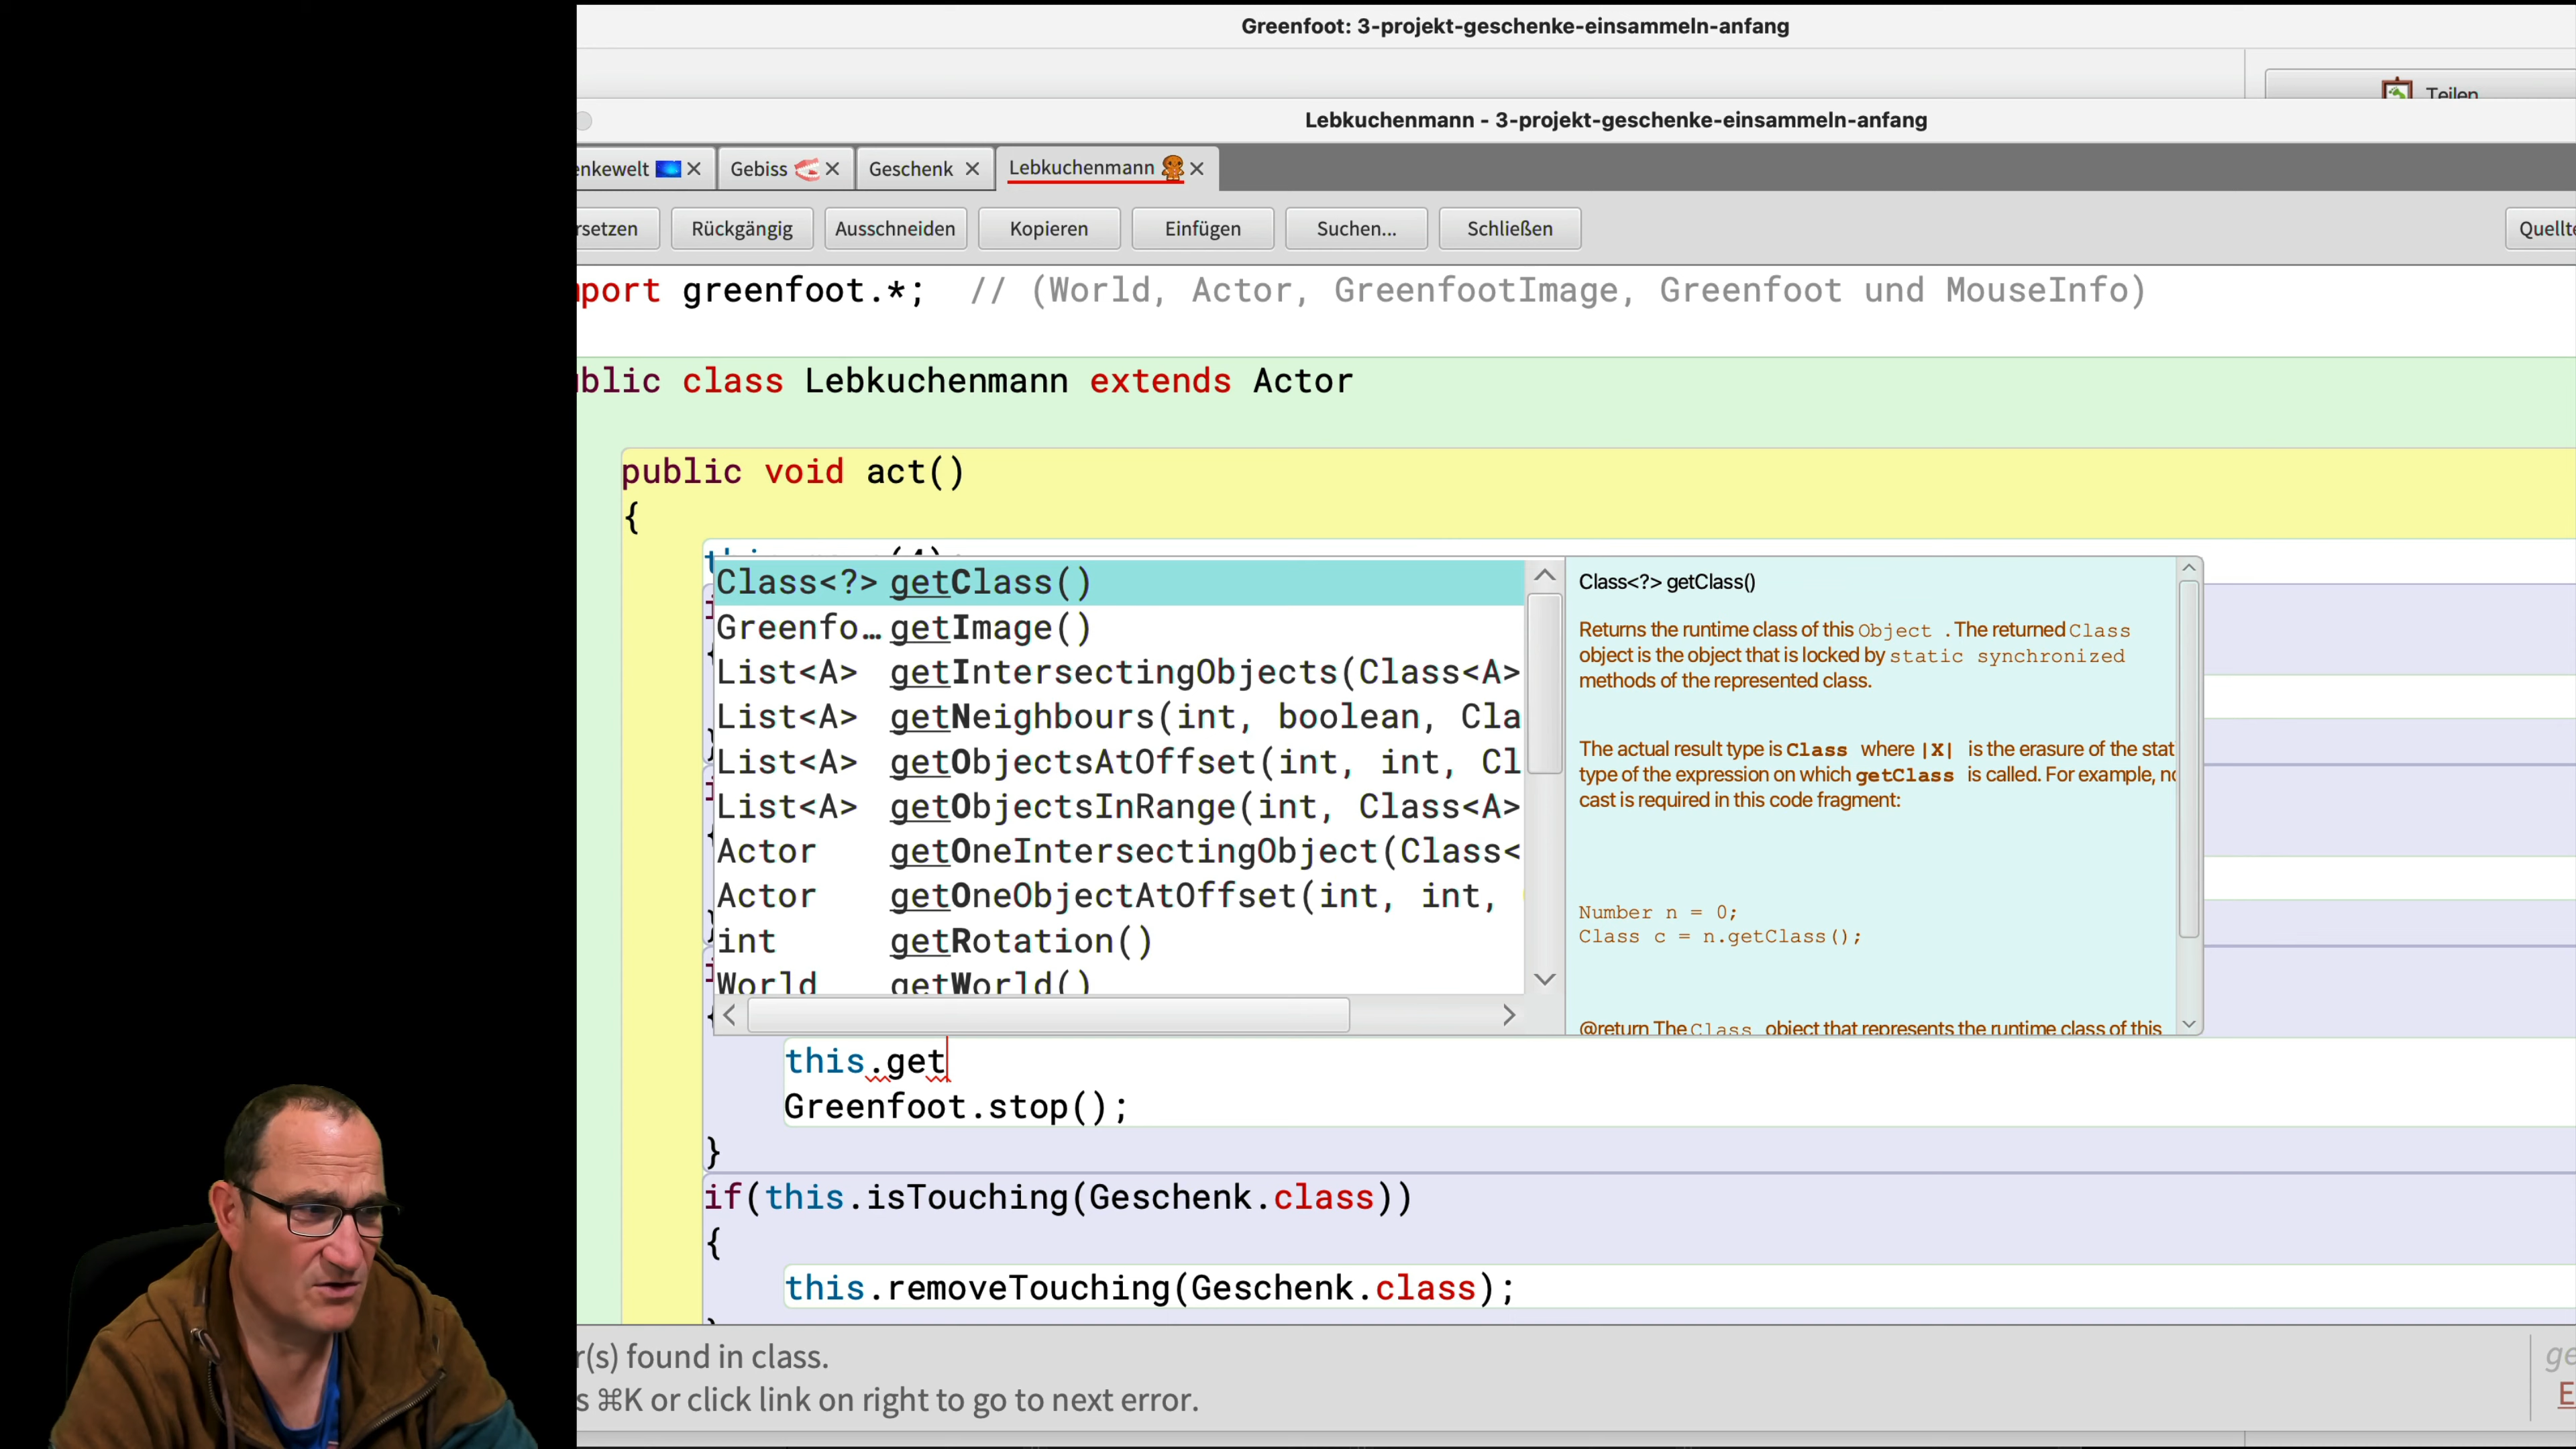 Greenfoot: 3-projekt-geschenke-einsammeln-anfang
Teilen
Lebkuchenmann - 3-projekt-geschenke-einsammeln-anfang
enkewelt
Gebiss
Geschenk
Lebkuchenmann
rsetzen
Rückgängig
Ausschneiden
Kopieren
Einfügen
Suchen...
Schließen
Quellte
mport greenfoot.*;  // (World, Actor, GreenfootImage, Greenfoot und MouseInfo)
blic class Lebkuchenmann extends Actor
public void act()
{
Class<?> getClass()
Greenfo... getImage()
List<A> getIntersectingObjects(Class<A>
List<A> getNeighbours(int, boolean, Cla
List<A> getObjectsAtOffset(int, int, Cl
List<A> getObjectsInRange(int, Class<A>
Actor getOneIntersectingObject(Class<
Actor getOneObjectAtOffset(int, int,
int getRotation()
World getWorld()
Class<?> getClass()
Returns the runtime class of this Object . The returned Class
object is the object that is locked by static synchronized
methods of the represented class.
The actual result type is Class where |X| is the erasure of the stat
type of the expression on which getClass is called. For example, no
cast is required in this code fragment:
Number n = 0;
Class c = n.getClass();
@return The Class object that represents the runtime class of this
this.get
Greenfoot.stop();
}
if(this.isTouching(Geschenk.class))
{
this.removeTouching(Geschenk.class);
r(s) found in class.
s ⌘K or click link on right to go to next error.
ge
E